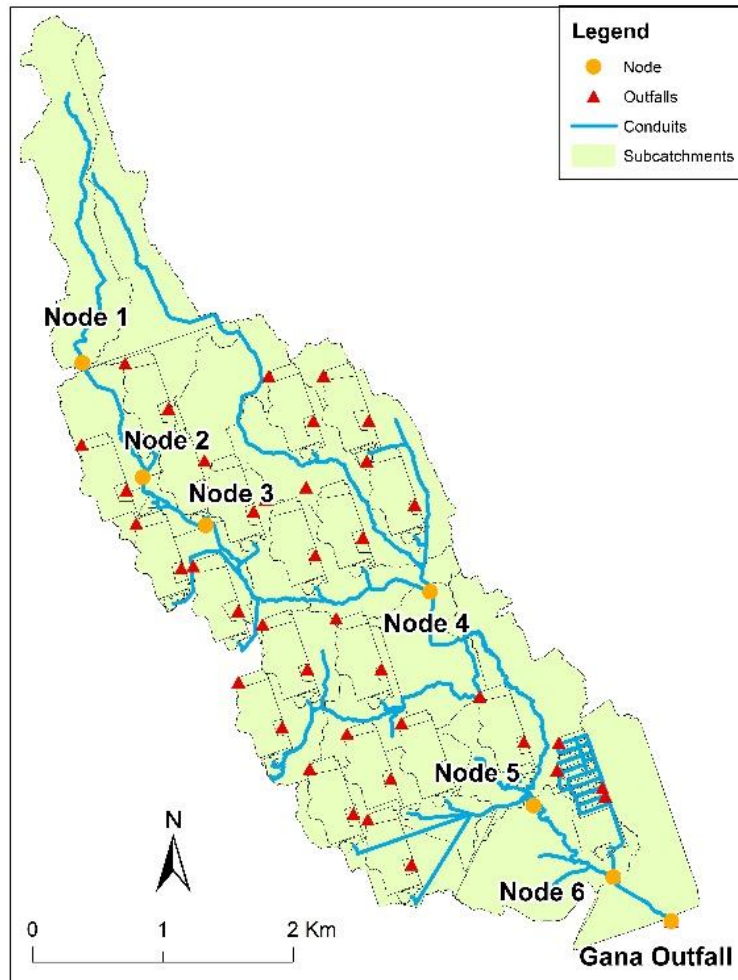 Legend
Node
Outfalls
Conduits
Subcatchments
Node 1
Node 2
Node 3
Node 4
Node 5
Node 6
Gana Outfall
N
0 1 2 Km